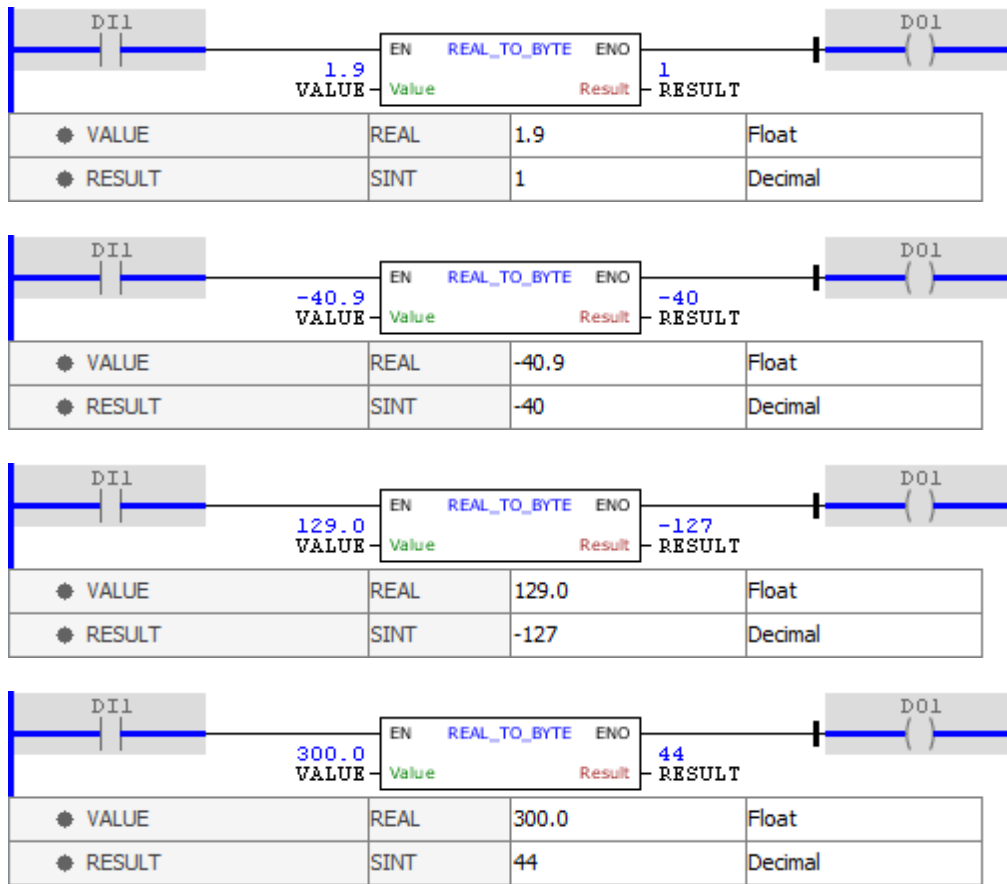 DI1 DO1
EN REAL_TO_BYTE ENO
1.9 1
VALUE Value Result RESULT
VALUE REAL 1.9 Float
RESULT SINT 1 Decimal
DI1 DO1
EN REAL_TO_BYTE ENO
-40.9 -40
VALUE Value Result RESULT
VALUE REAL -40.9 Float
RESULT SINT -40 Decimal
DI1 DO1
EN REAL_TO_BYTE ENO
129.0 -127
VALUE Value Result RESULT
VALUE REAL 129.0 Float
RESULT SINT -127 Decimal
DI1 DO1
EN REAL_TO_BYTE ENO
300.0 44
VALUE Value Result RESULT
VALUE REAL 300.0 Float
RESULT SINT 44 Decimal